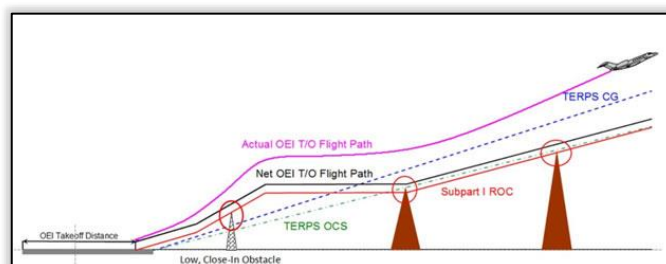 TERPS CG
Actual OEI T/O Flight Path
Net OEI T/O Flight Path
Subpart I ROC
TERPS OCS
OEI Takeoff Distance
Low, Close-In Obstacle